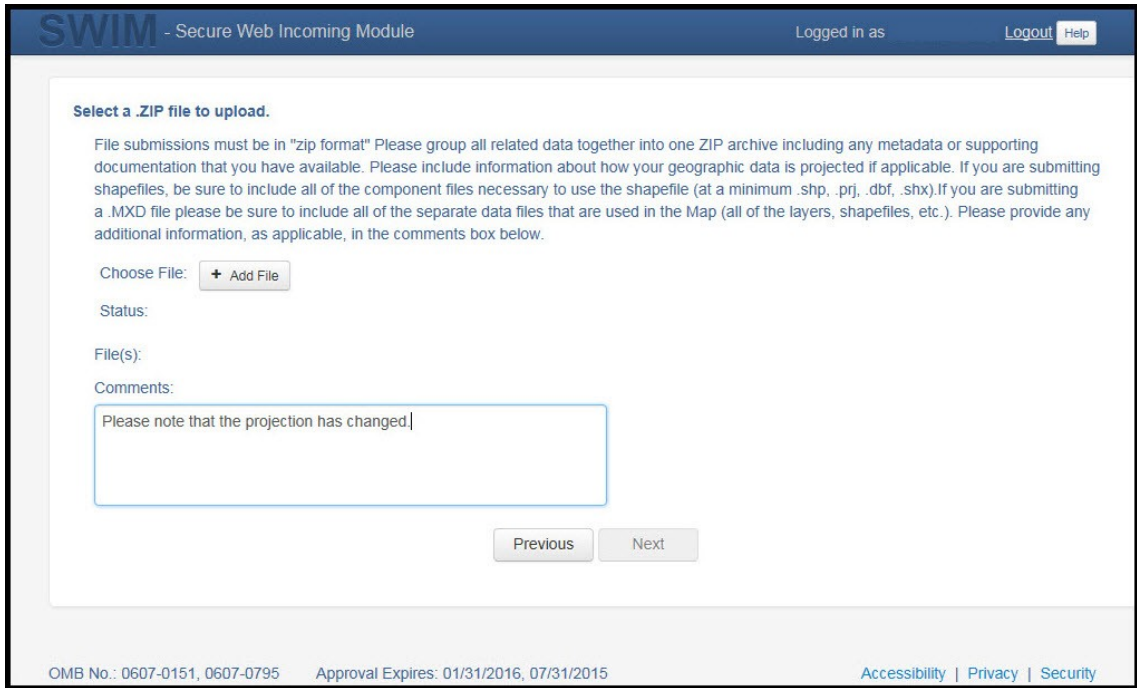 SWIM - Secure Web Incoming Module Logged in as Logout Help
Select a .ZIP file to upload.
File submissions must be in "zip format" Please group all related data together into one ZIP archive including any metadata or supporting
documentation that you have available. Please include information about how your geographic data is projected if applicable. If you are submitting
shapefiles, be sure to include all of the component files necessary to use the shapefile (at a minimum .shp, .prj, .dbf, .shx).If you are submitting
a .MXD file please be sure to include all of the separate data files that are used in the Map (all of the layers, shapefiles, etc.). Please provide any
additional information, as applicable, in the comments box below.
Choose File: + Add File
Status:
File(s):
Comments:
Please note that the projection has changed.
Previous Next
OMB No.: 0607-0151, 0607-0795 Approval Expires: 01/31/2016, 07/31/2015 Accessibility | Privacy | Security